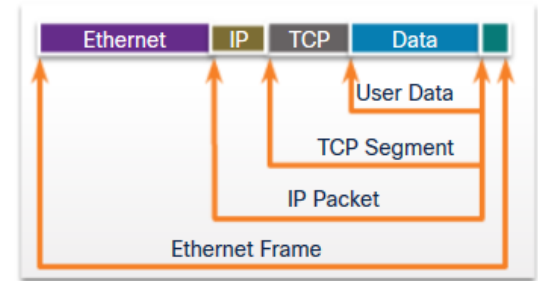 Ethernet IP TCP Data
User Data
TCP Segment
IP Packet
Ethernet Frame